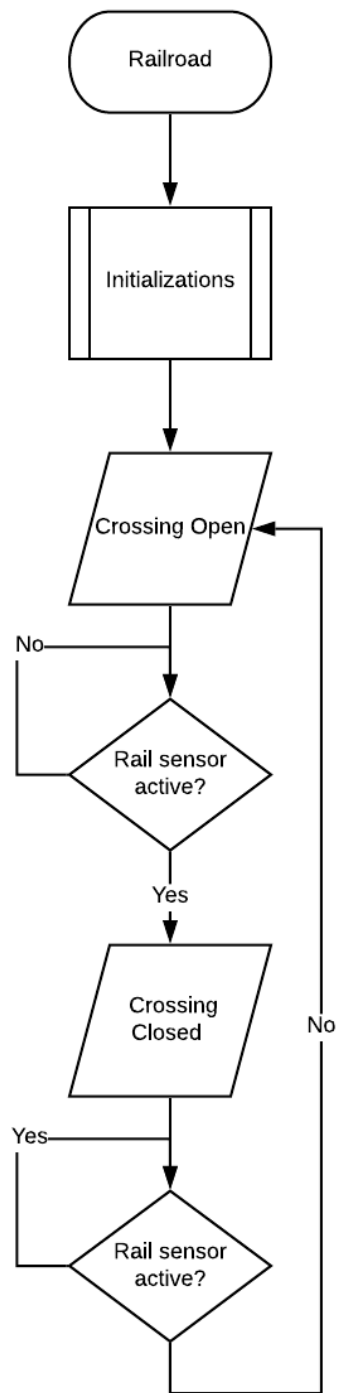 Railroad
Initializations
Crossing Open
No
Rail sensor
active?
Yes
Crossing
Closed
No
Yes
Rail sensor
active?